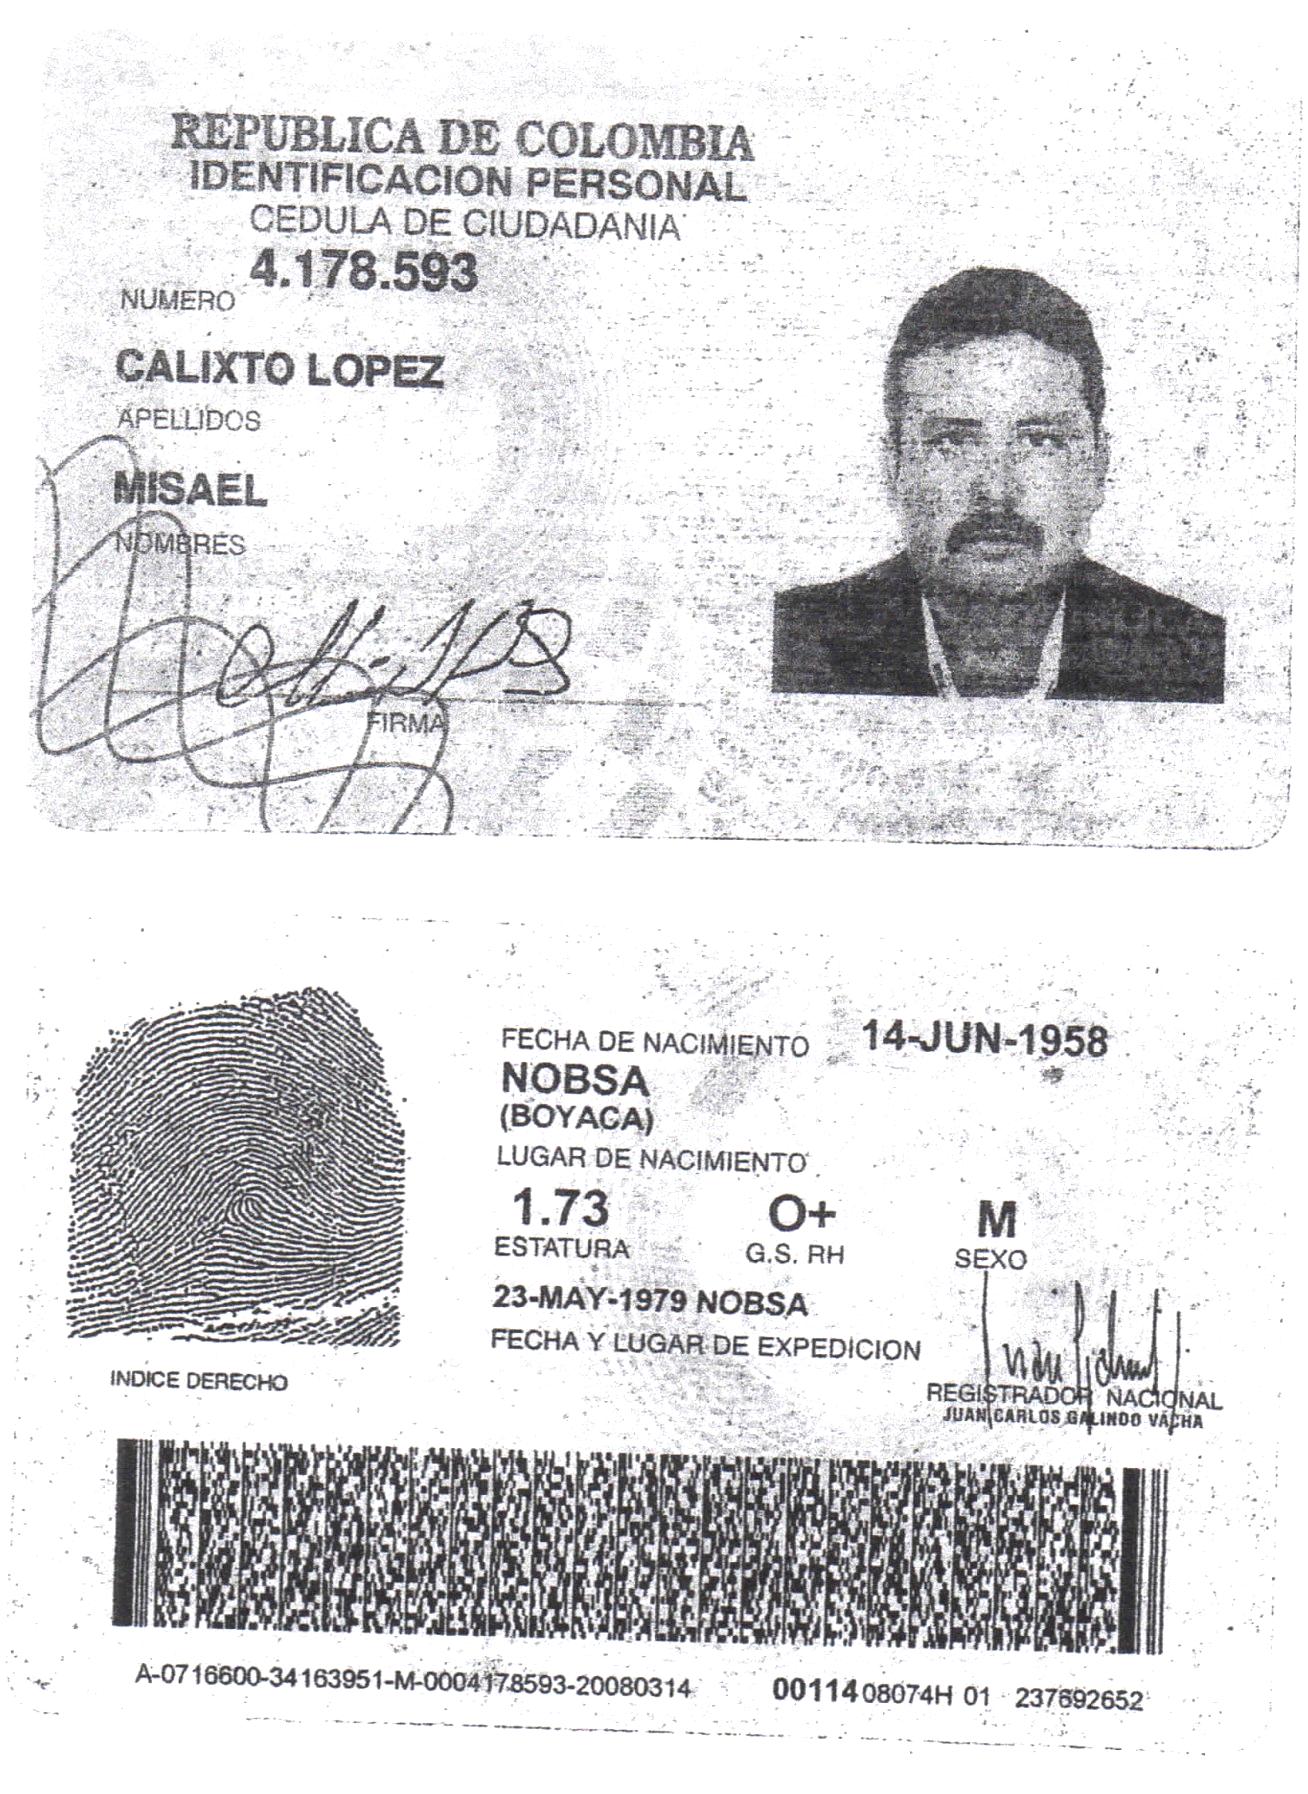 REPUBLICA DE COLOMBIA
IDENTIFICACION PERSONAL
CEDULA DE CIUDADANIA
4.178.593
NUMERO
CALIXTO LOPEZ
APELLIDOS
MISAEL
NOMBRES
FIRMA
FECHA DE NACIMIENTO 14-JUN-1958
NOBSA
(BOYACA)
LUGAR DE NACIMIENTO
1.73 O+ M
ESTATURA G.S. RH SEXO
23-MAY-1979 NOBSA
FECHA Y LUGAR DE EXPEDICION
INDICE DERECHO
REGISTRADOR NACIONAL
JUAN CARLOS GALINDO VACHA
A-0716600-34163951-M-0004178593-20080314 0011408074H 01 237692652